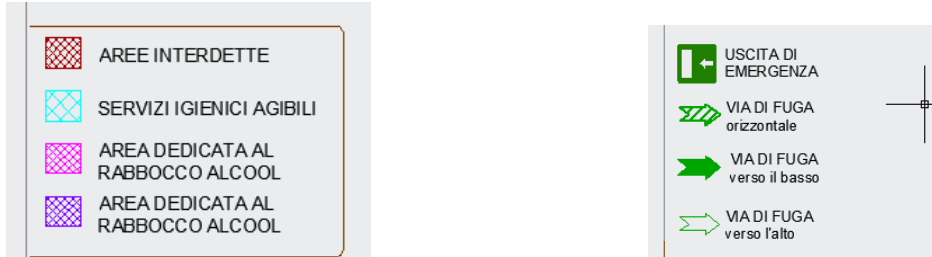 AREE INTERDETTE
SERVIZI IGIENICI AGIBILI
AREA DEDICATA AL
RABBOCCO ALCOOL
AREA DEDICATA AL
RABBOCCO ALCOOL
USCITA DI
EMERGENZA
VIA DI FUGA
orizzontale
VIA DI FUGA
verso il basso
VIA DI FUGA
verso l'alto